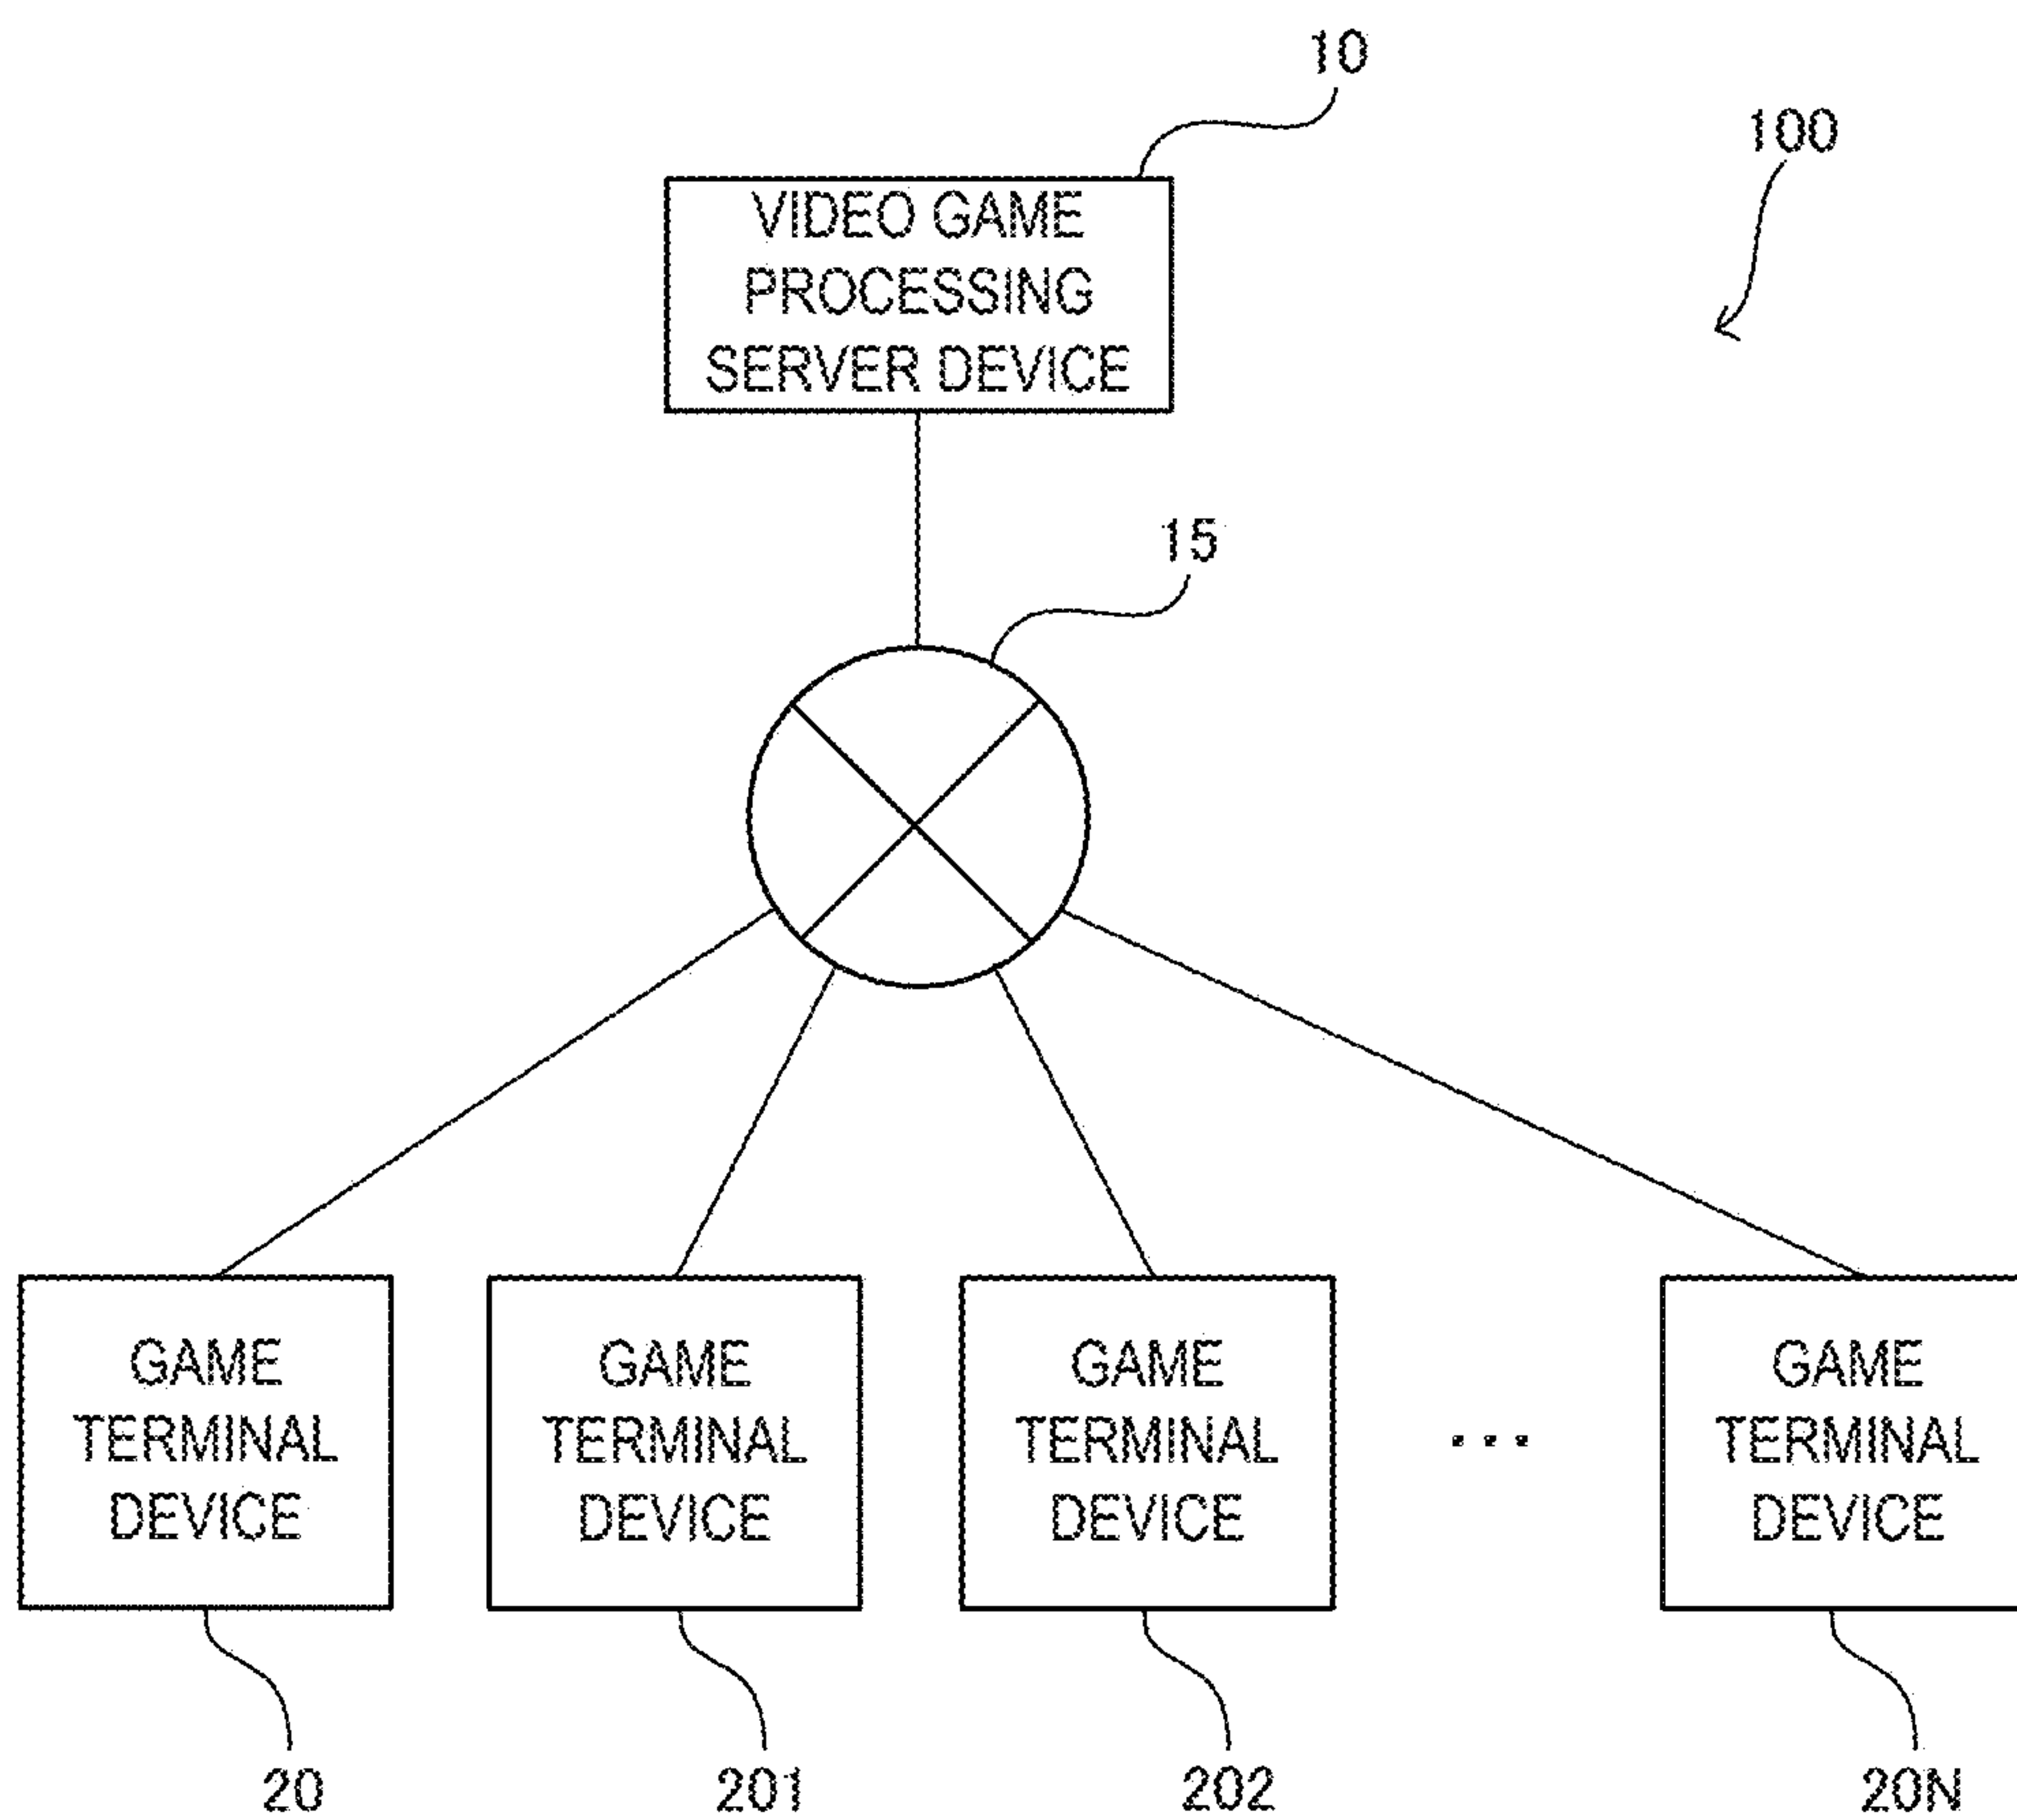 10
100
VIDEO GAME
PROCESSING
SERVER DEVICE
15
GAME
TERMINAL
DEVICE
GAME
TERMINAL
DEVICE
GAME
TERMINAL
DEVICE
...
GAME
TERMINAL
DEVICE
20
201
202
20N